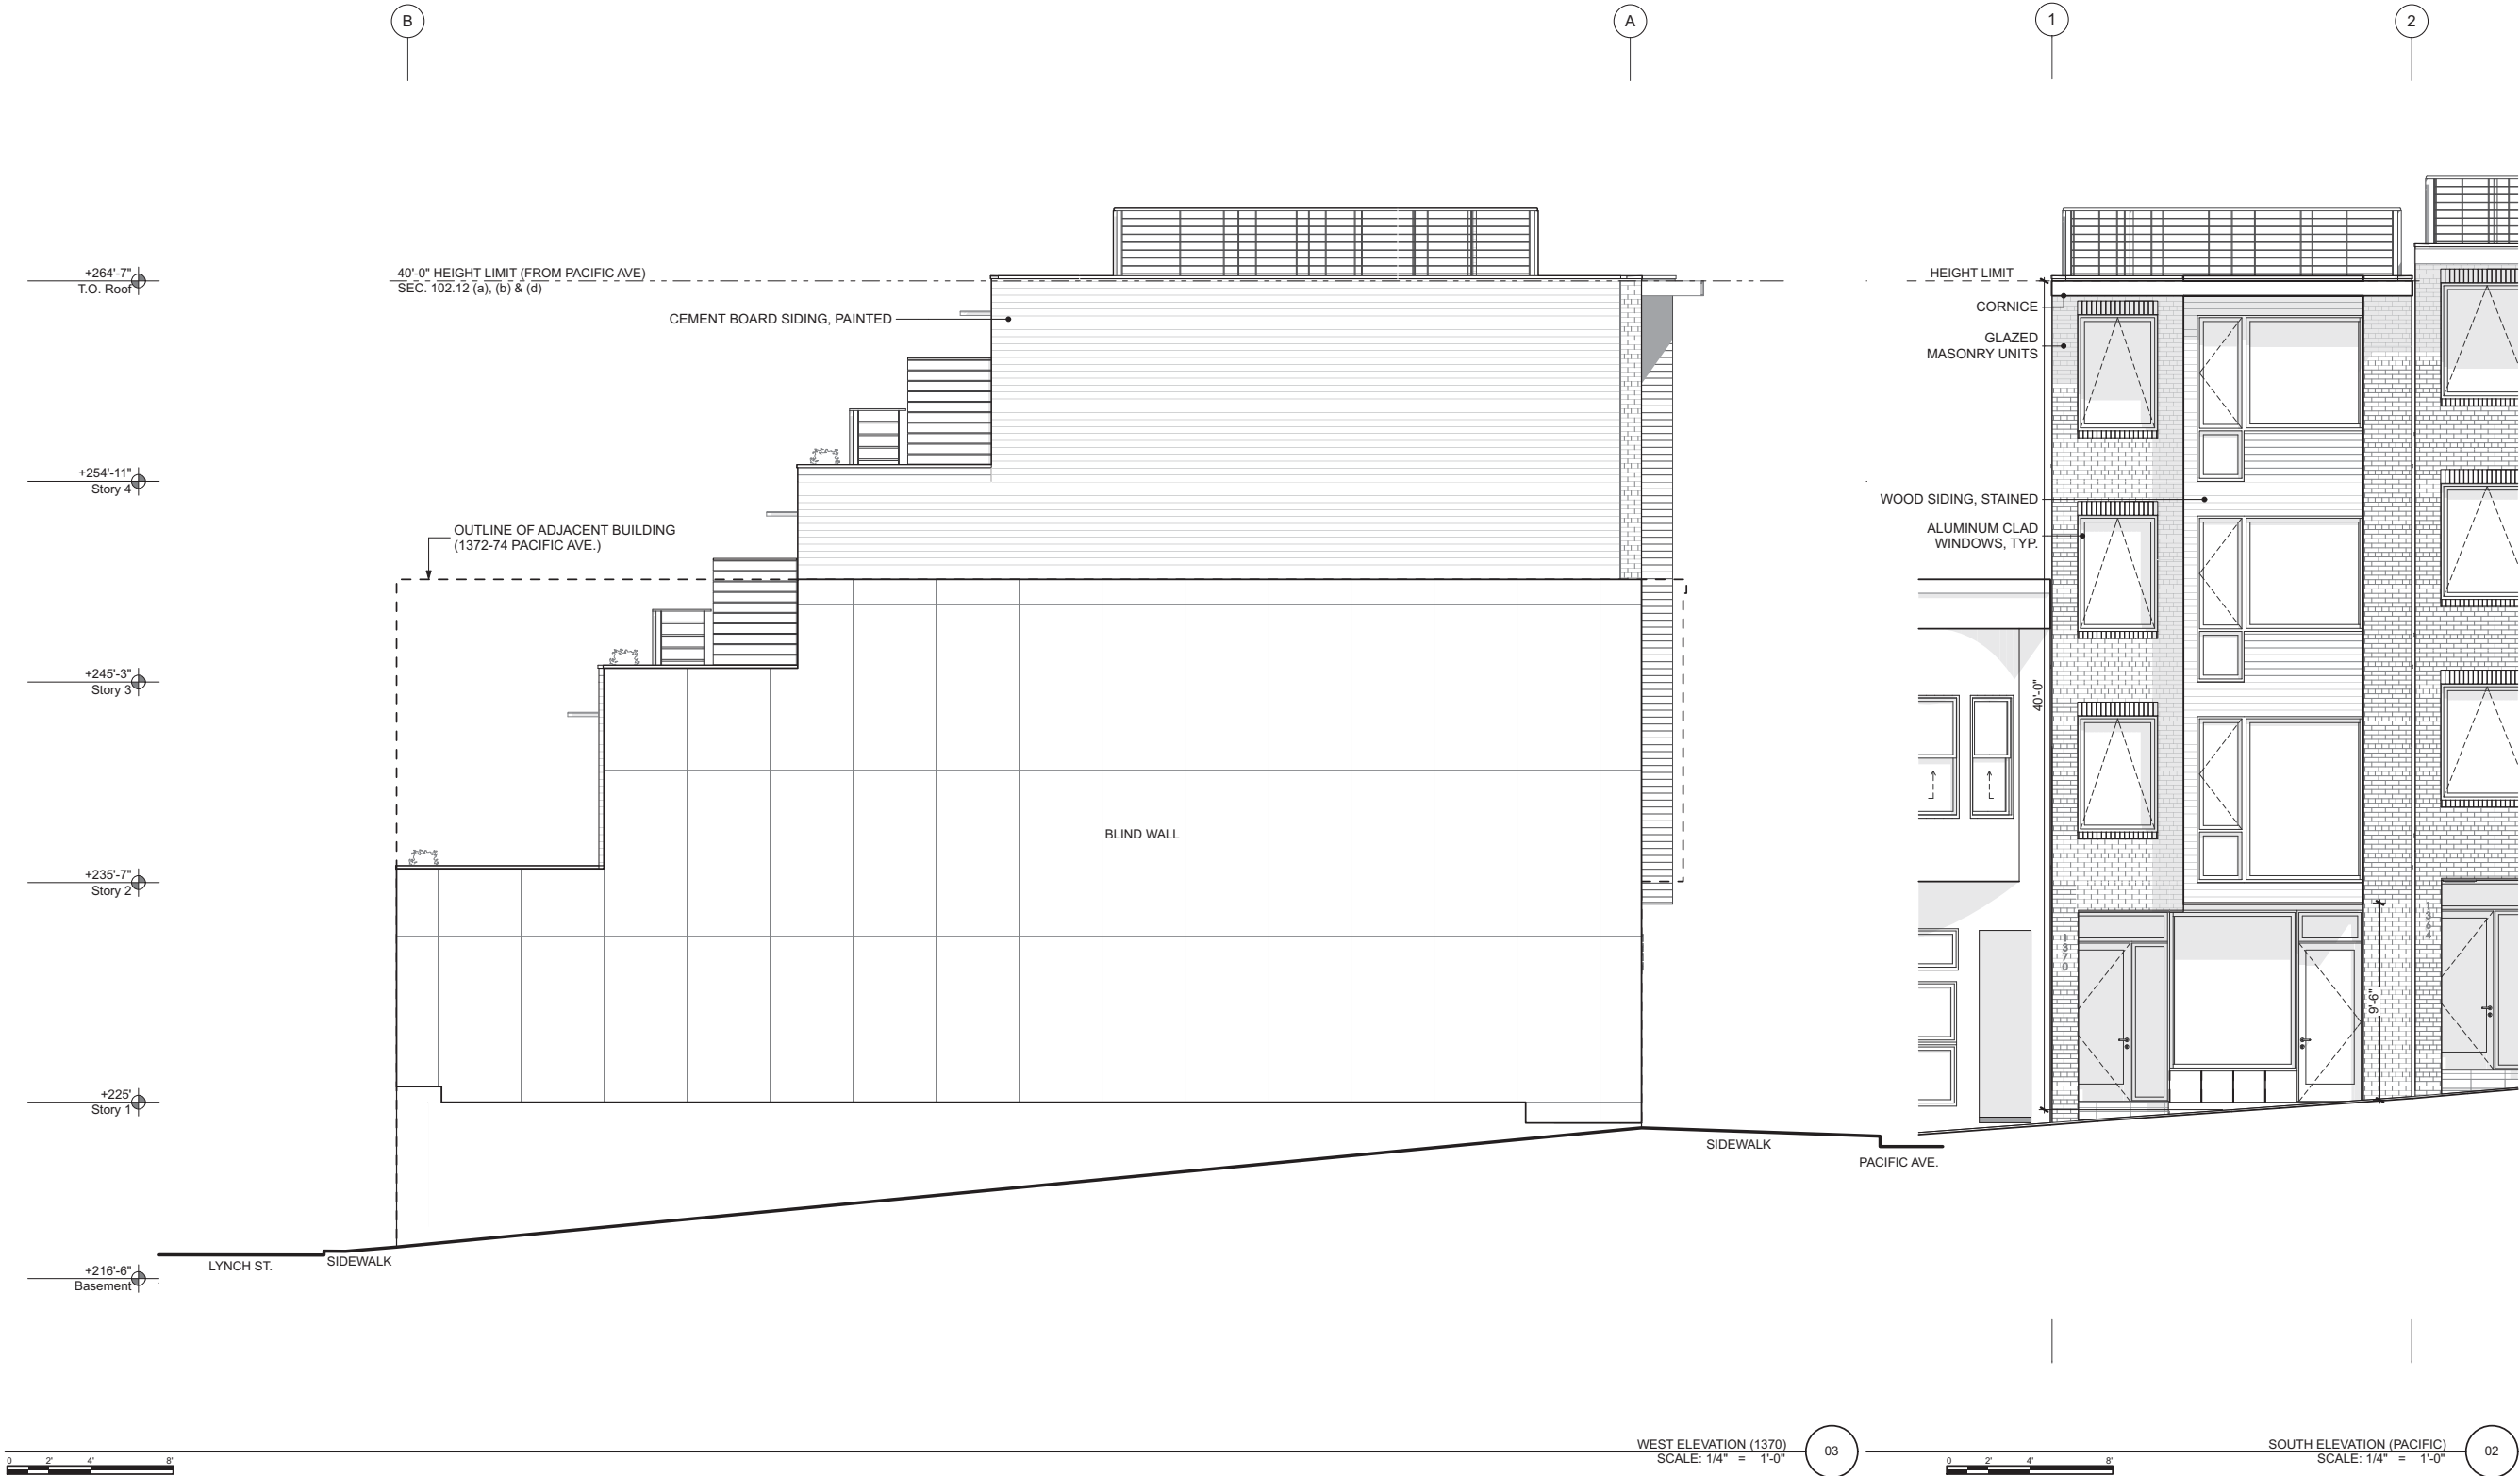 B
A
1
2
+264'-7"
T.O. Roof
40'-0" HEIGHT LIMIT (FROM PACIFIC AVE)
SEC. 102.12 (a), (b) & (d)
CEMENT BOARD SIDING, PAINTED
+254'-11"
Story 4
OUTLINE OF ADJACENT BUILDING
(1372-74 PACIFIC AVE.)
+245'-3"
Story 3
BLIND WALL
+235'-7"
Story 2
+225'
Story 1
+216'-6"
Basement
LYNCH ST.
SIDEWALK
SIDEWALK
PACIFIC AVE.
HEIGHT LIMIT
CORNICE
GLAZED
MASONRY UNITS
WOOD SIDING, STAINED
ALUMINUM CLAD
WINDOWS, TYP.
40'-0"
1370
1364
9'-6"
0 2' 4' 8'
WEST ELEVATION (1370)
SCALE: 1/4" = 1'-0"
03
0 2' 4' 8'
SOUTH ELEVATION (PACIFIC)
SCALE: 1/4" = 1'-0"
02